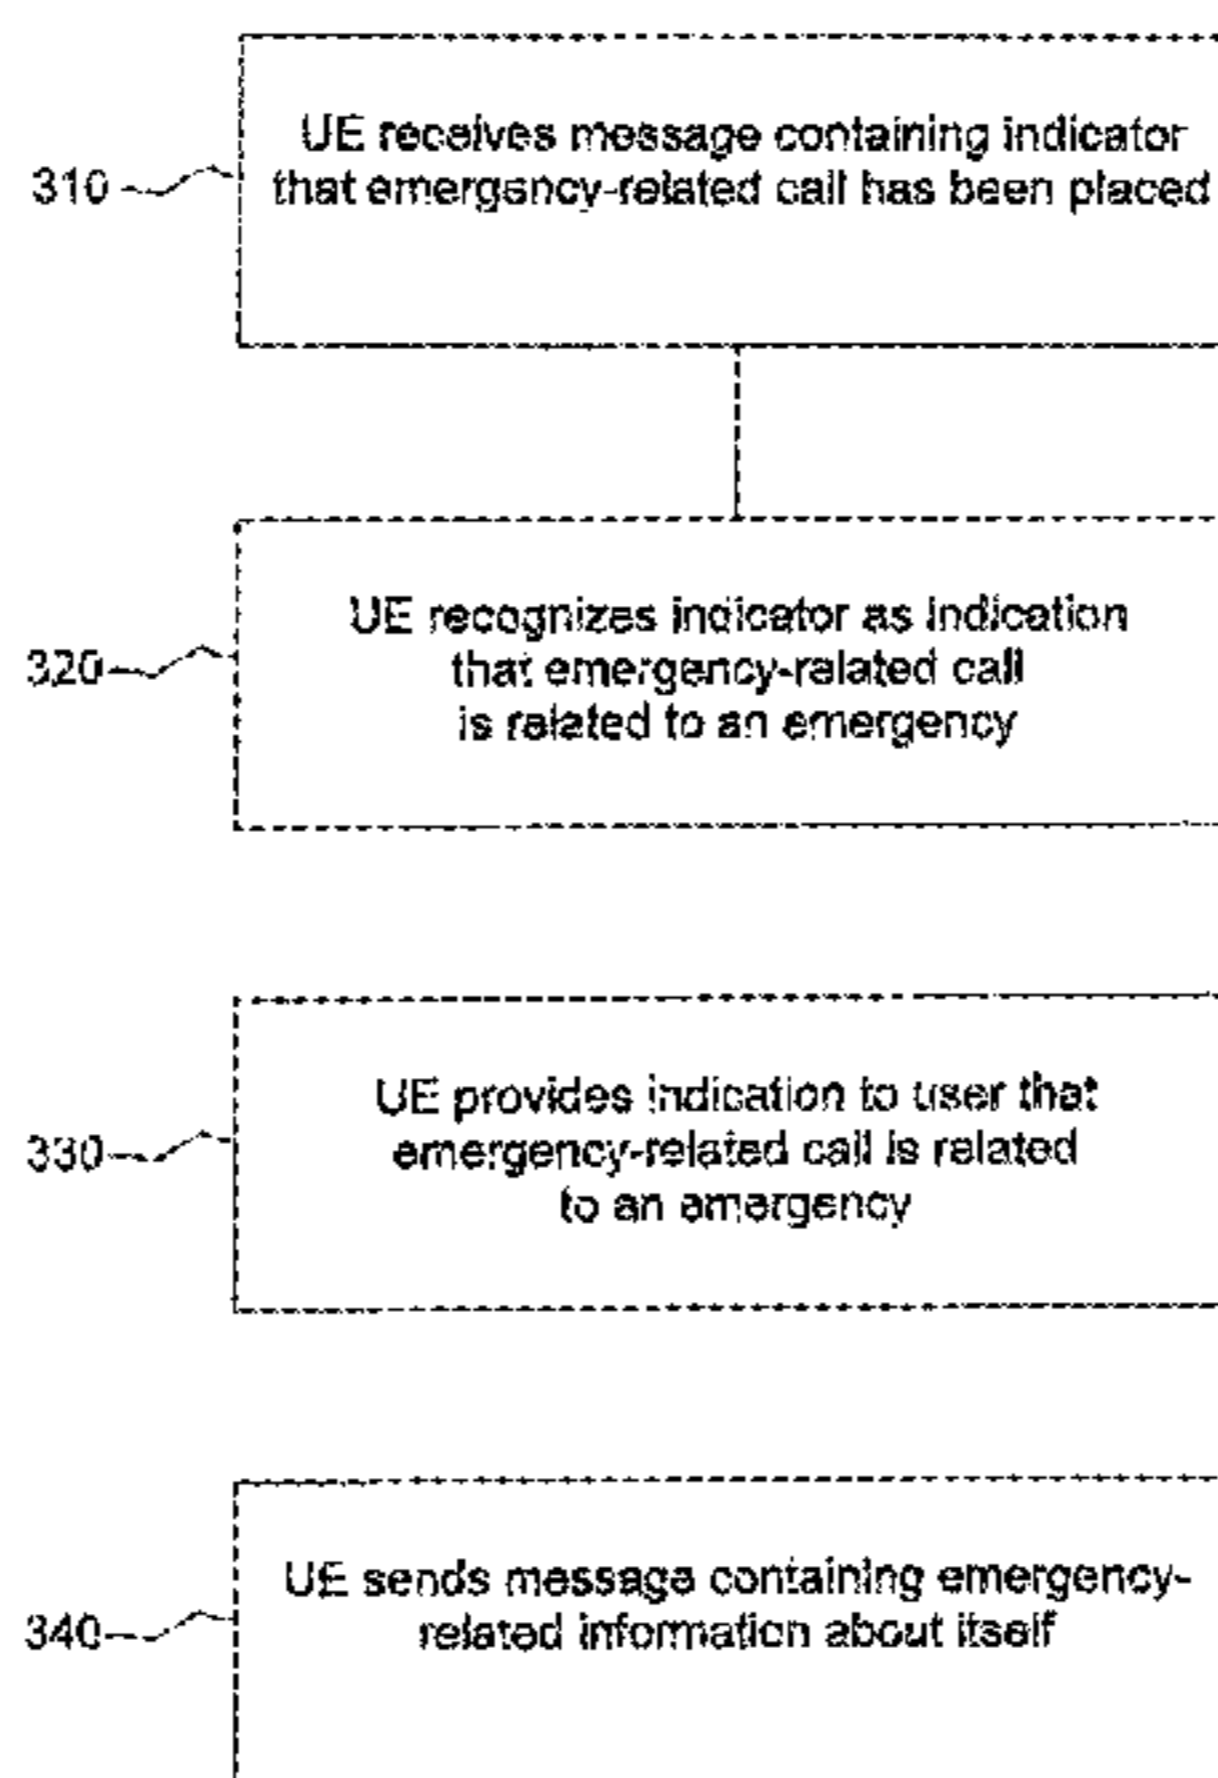 UE receives message containing indicator
310 that emergency-related call has been placed
UE recognizes indicator as indication
320 that emergency-related call
is related to an emergency
UE provides indication to user that
330 emergency-related call is related
to an emergency
UE sends message containing emergency-
340 related information about itself